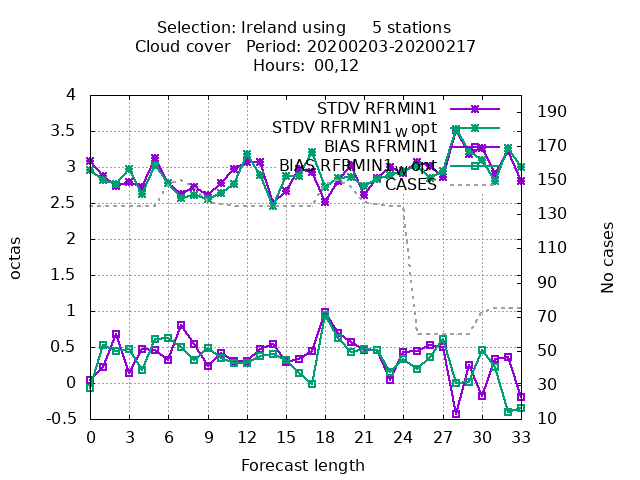 Selection: Ireland using     5 stations
Cloud cover   Period: 20200203-20200217
Hours:  00,12
STDV RFRMIN1
STDV RFRMIN1_W opt
BIAS RFRMIN1
BIAS RFRMIN1_W opt
CASES
4
3.5
3
2.5
2
1.5
1
0.5
0
-0.5
octas
190
170
150
130
110
90
70
50
30
10
No cases
0 3 6 9 12 15 18 21 24 27 30 33
Forecast length